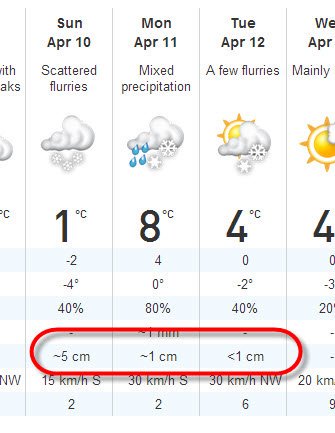 Sun Mon Tue We
Apr 10 Apr 11 Apr 12 Apr
with Scattered Mixed A few flurries Mainly
aks flurries precipitation
°C 1 °C 8 °C 4 °C 4
-2 4 0 0
-4° 0° -2° -3
40% 80% 40% 20%
- ~1 mm - -
~5 cm ~1 cm <1 cm -
NW 15 km/h S 30 km/h S 30 km/h NW 20 km/
2 2 6 9